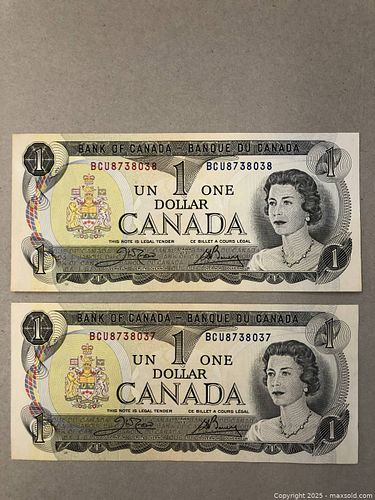 1 BANK OF CANADA - BANQUE DU CANADA 1
BCU8738038 BCU8738038
UN 1 ONE
DOLLAR
CANADA
THIS NOTE IS LEGAL TENDER CE BILLET A COURS LÉGAL
1 1
1 BANK OF CANADA - BANQUE DU CANADA 1
BCU8738037 BCU8738037
UN 1 ONE
DOLLAR
CANADA
THIS NOTE IS LEGAL TENDER CE BILLET A COURS LÉGAL
1 1
Copyright 2025 - maxsold.com